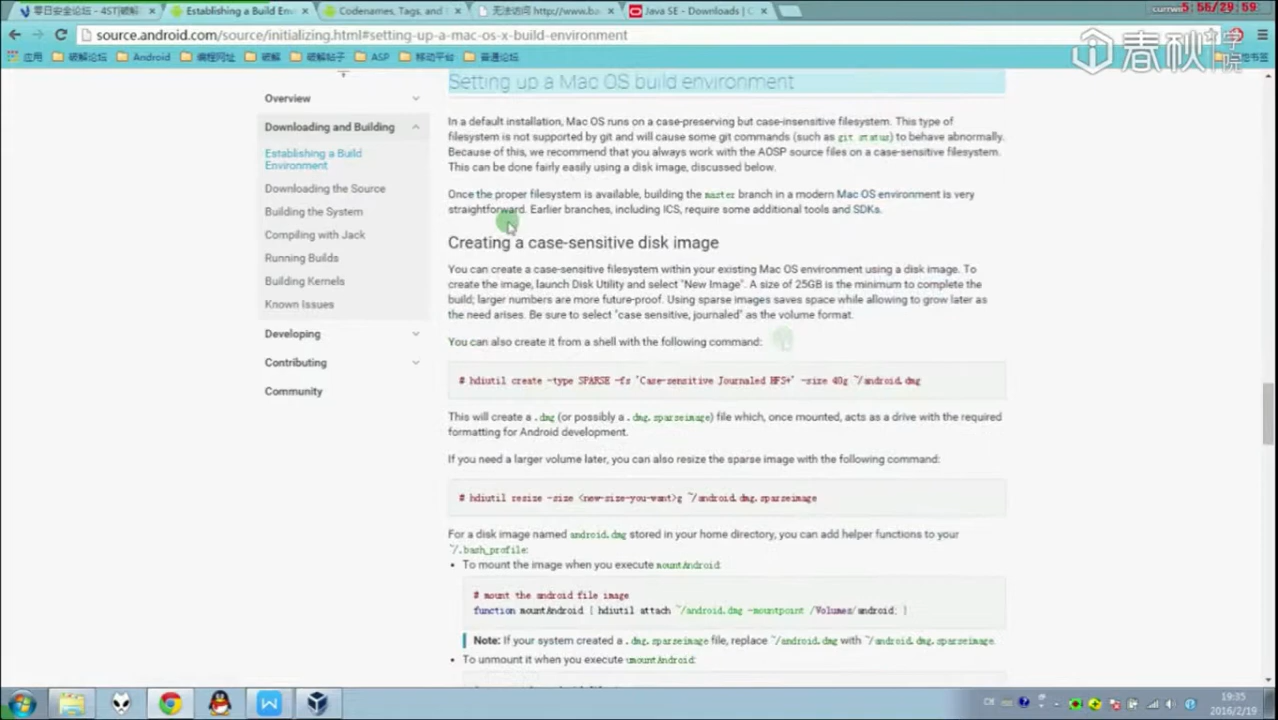 5:56/29:59
零日安全论坛 - 4ST|破解
Establishing a Build Env
Codenames, Tags, and
无法访问 http://www.ba
Java SE - Downloads | O
source.android.com/source/initializing.html#setting-up-a-mac-os-x-build-environment
应用 破解论坛 Android 编程网址 破解 破解帖子 ASP 移动平台 普通论坛
春秋学院
Overview
Downloading and Building
Establishing a Build
Environment
Downloading the Source
Building the System
Compiling with Jack
Running Builds
Building Kernels
Known Issues
Developing
Contributing
Community
Setting up a Mac OS build environment
In a default installation, Mac OS runs on a case-preserving but case-insensitive filesystem. This type of
filesystem is not supported by git and will cause some git commands (such as git status) to behave abnormally.
Because of this, we recommend that you always work with the AOSP source files on a case-sensitive filesystem.
This can be done fairly easily using a disk image, discussed below.
Once the proper filesystem is available, building the master branch in a modern Mac OS environment is very
straightforward. Earlier branches, including ICS, require some additional tools and SDKs.
Creating a case-sensitive disk image
You can create a case-sensitive filesystem within your existing Mac OS environment using a disk image. To
create the image, launch Disk Utility and select "New Image". A size of 25GB is the minimum to complete the
build; larger numbers are more future-proof. Using sparse images saves space while allowing to grow later as
the need arises. Be sure to select "case sensitive, journaled" as the volume format.
You can also create it from a shell with the following command:
# hdiutil create -type SPARSE -fs 'Case-sensitive Journaled HFS+' -size 40g ~/android.dmg
This will create a .dmg (or possibly a .dmg.sparseimage) file which, once mounted, acts as a drive with the required
formatting for Android development.
If you need a larger volume later, you can also resize the sparse image with the following command:
# hdiutil resize -size <new-size-you-want>g ~/android.dmg.sparseimage
For a disk image named android.dmg stored in your home directory, you can add helper functions to your
~/.bash_profile:
• To mount the image when you execute mountAndroid:
# mount the android file image
function mountAndroid { hdiutil attach ~/android.dmg -mountpoint /Volumes/android; }
Note: If your system created a .dmg.sparseimage file, replace ~/android.dmg with ~/android.dmg.sparseimage.
• To unmount it when you execute umountAndroid:
19:35
2016/2/19